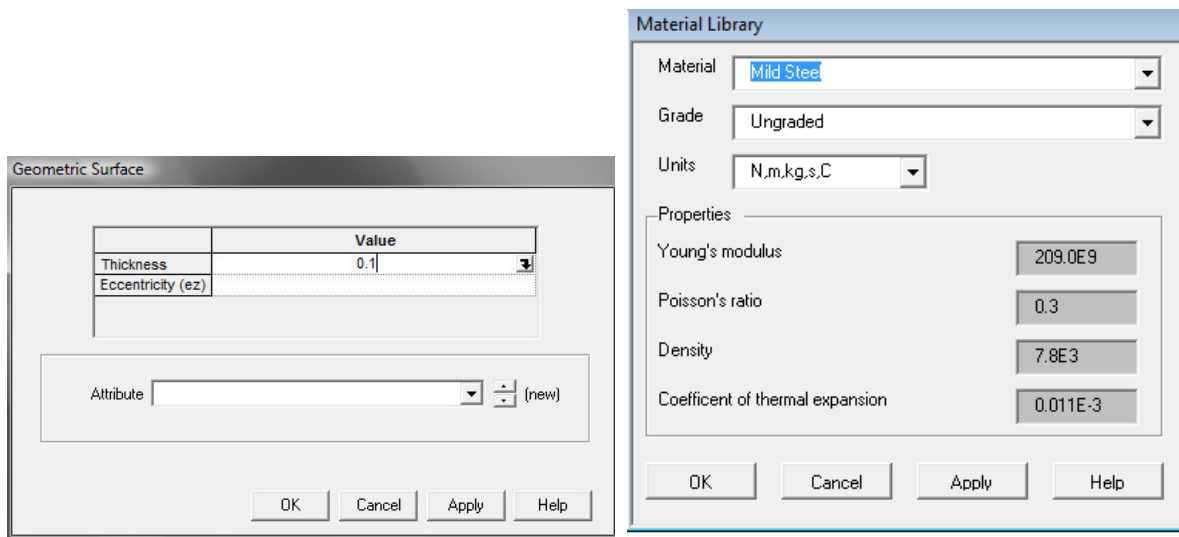 Geometric Surface
Value
Thickness 0.1
Eccentricity (ez)
Attribute (new)
OK Cancel Apply Help
Material Library
Material Mild Steel
Grade Ungraded
Units N,m,kg,s,C
Properties
Young's modulus 209.0E9
Poisson's ratio 0.3
Density 7.8E3
Coefficent of thermal expansion 0.011E-3
OK Cancel Apply Help